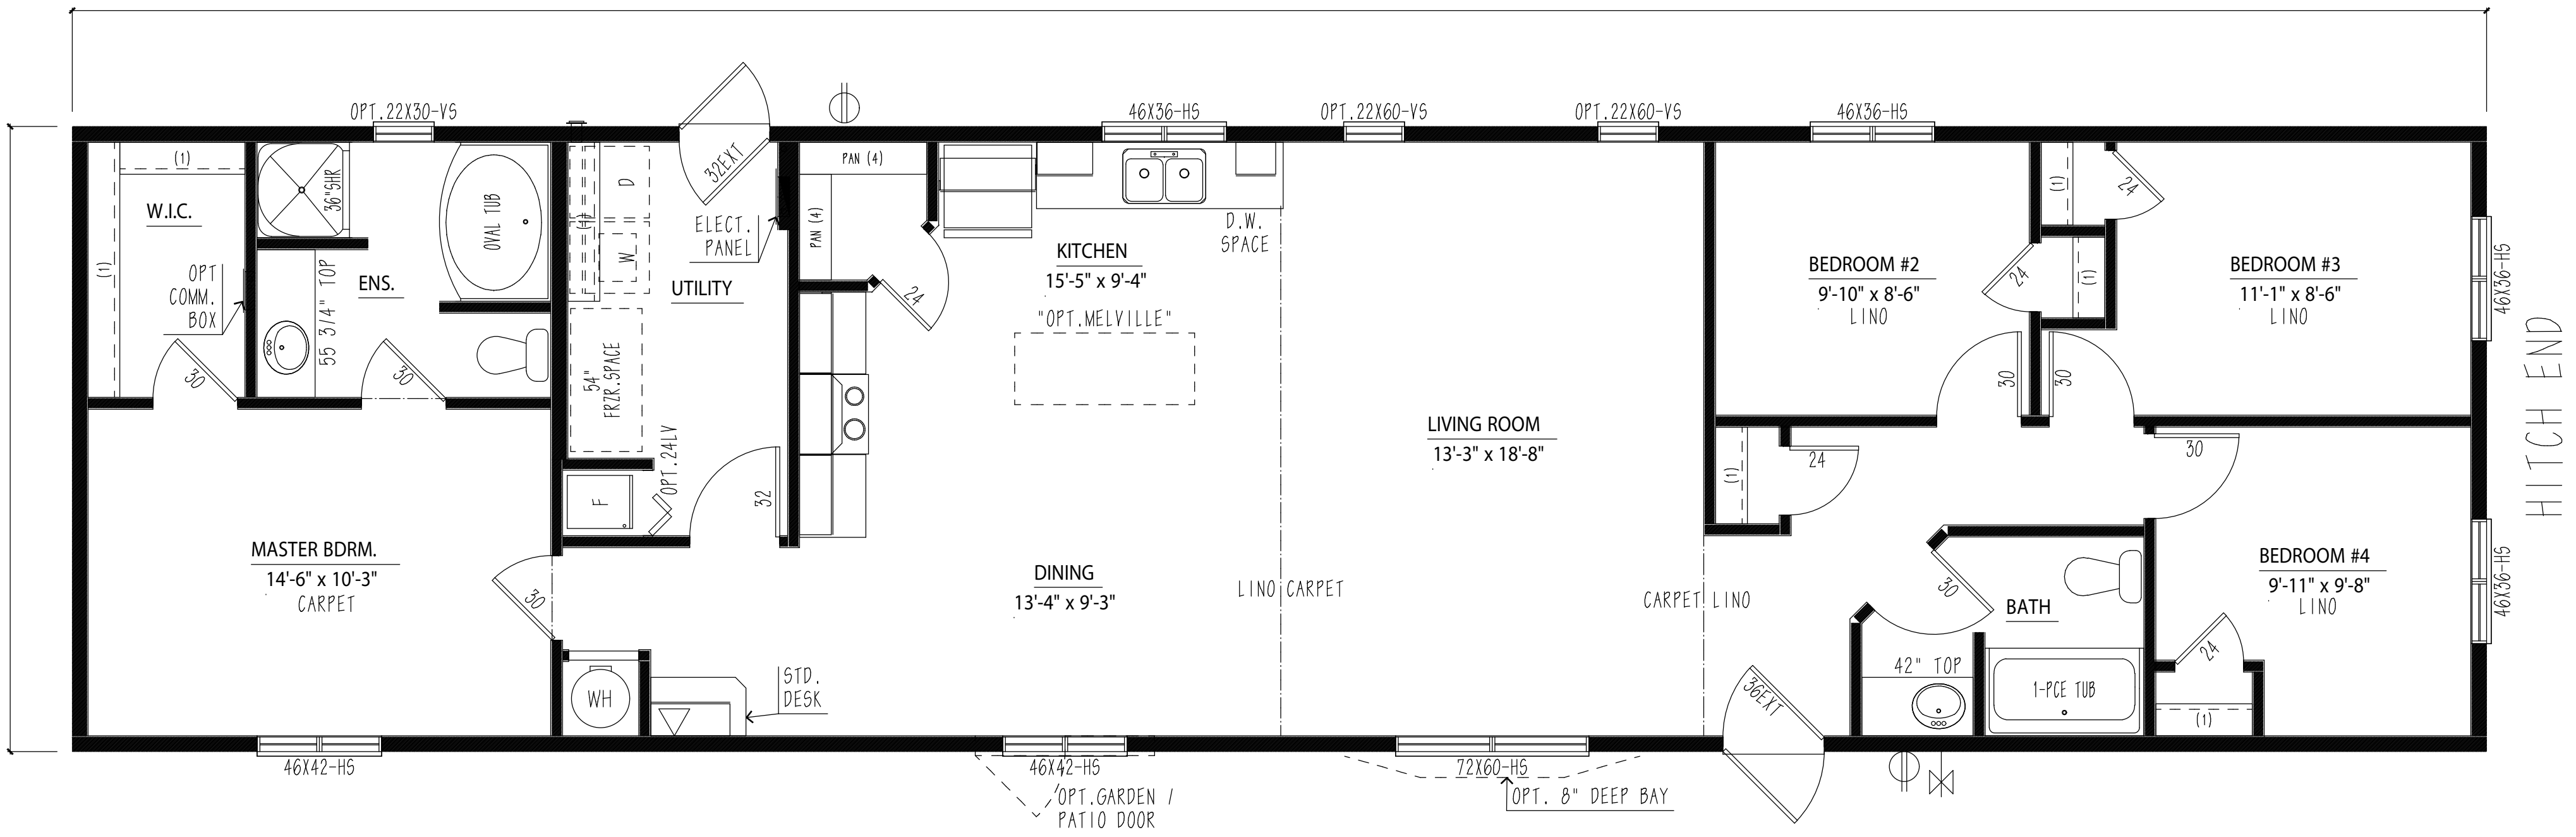 OPT.22X30-VS
46X36-HS
OPT.22X60-VS
OPT.22X60-VS
46X36-HS
(1)
(1)
W.I.C.
OPT
COMM.
BOX
30
36"SHR
OVAL TUB
55 3/4" TOP
ENS.
30
D
(1)
W
32EXT
ELECT.
PANEL
UTILITY
54"
FRZR.SPACE
OPT.24LV
F
32
PAN (4)
PAN (4)
24
KITCHEN
15'-5" x 9'-4"
"OPT.MELVILLE"
D.W.
SPACE
LIVING ROOM
13'-3" x 18'-8"
BEDROOM #2
9'-10" x 8'-6"
LINO
24
30
(1)
(1)
24
BEDROOM #3
11'-1" x 8'-6"
LINO
30
46X36-HS
HITCH END
(1)
24
30
MASTER BDRM.
14'-6" x 10'-3"
CARPET
30
DINING
13'-4" x 9'-3"
LINO CARPET
CARPET LINO
30
BATH
BEDROOM #4
9'-11" x 9'-8"
LINO
46X36-HS
WH
STD.
DESK
36EXT
42" TOP
1-PCE TUB
24
(1)
46X42-HS
46X42-HS
72X60-HS
OPT.GARDEN /
PATIO DOOR
OPT. 8" DEEP BAY